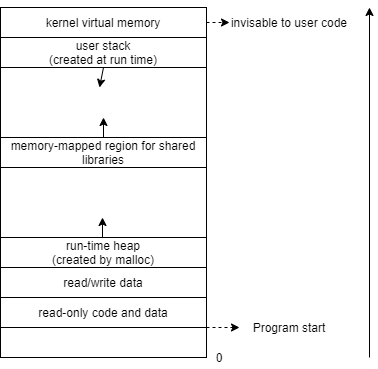 kernel virtual memory
invisable to user code
user stack
(created at run time)
memory-mapped region for shared
libraries
run-time heap
(created by malloc)
read/write data
read-only code and data
Program start
0